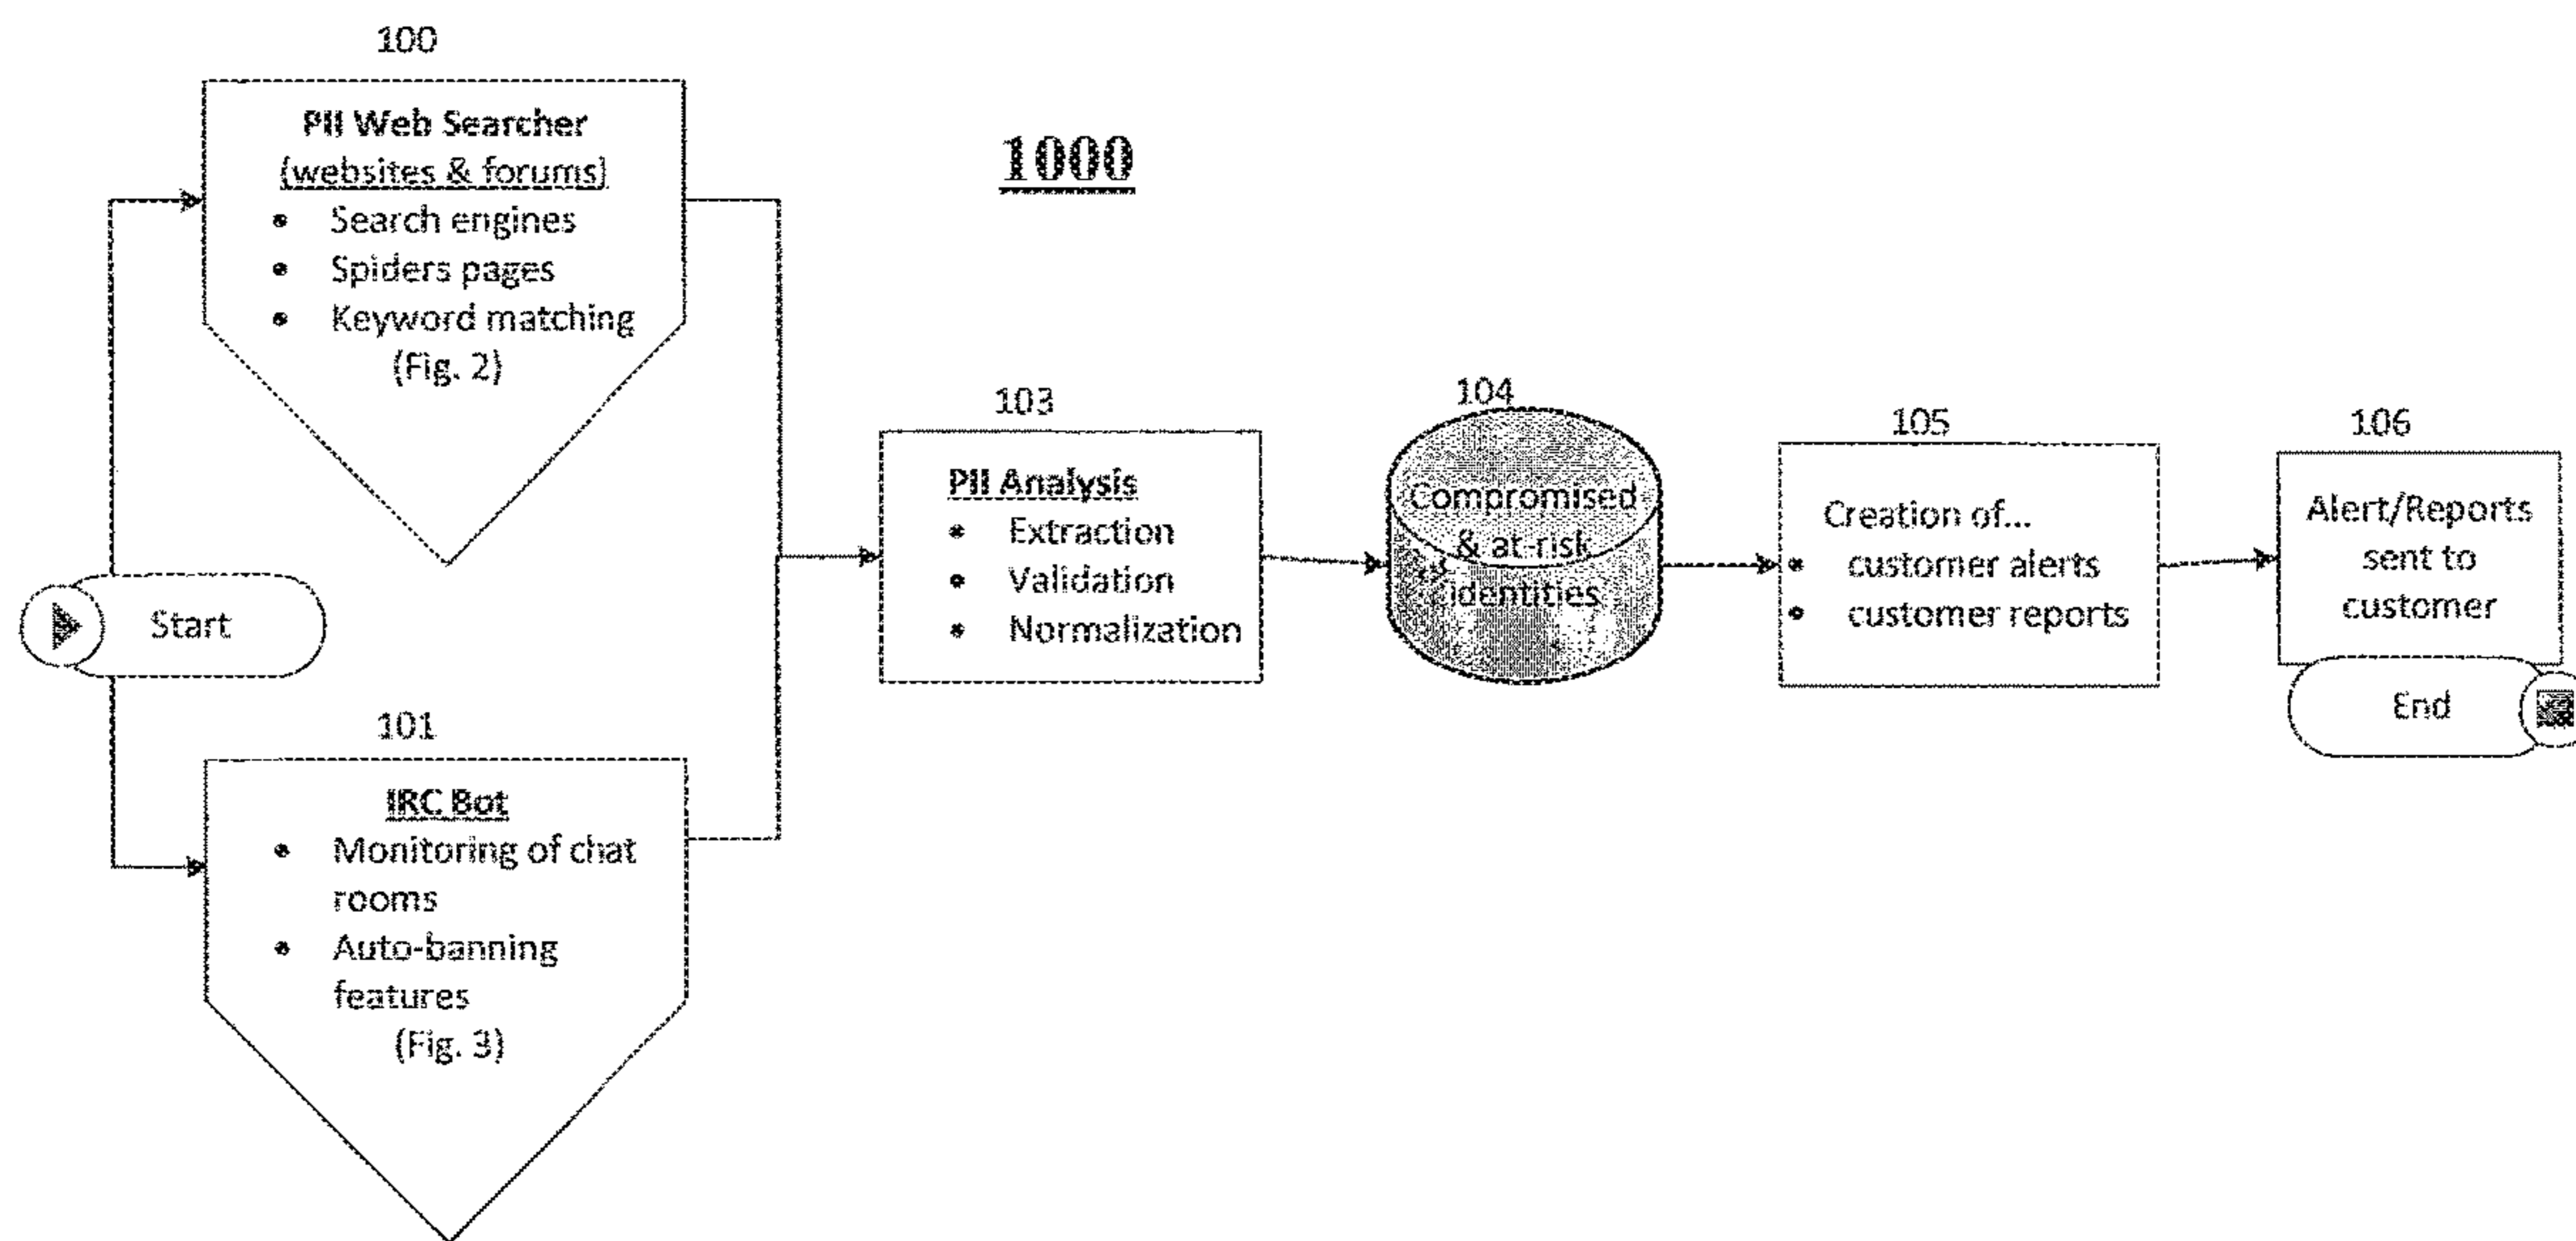 100
PII Web Searcher
(websites & forums)
• Search engines
• Spiders pages
• Keyword matching
(Fig. 2)
1000
Start
101
IRC Bot
• Monitoring of chat
rooms
• Auto-banning
features
(Fig. 3)
103
PII Analysis
• Extraction
• Validation
• Normalization
104
Compromised
& at-risk
identities
105
Creation of...
• customer alerts
• customer reports
106
Alert/Reports
sent to
customer
End